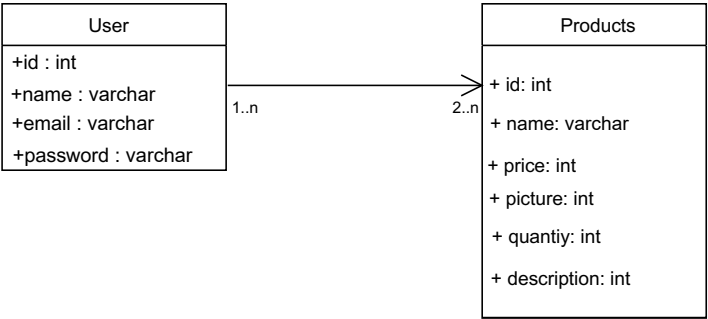 User
+id : int
+name : varchar
+email : varchar
+password : varchar
1..n
2..n
Products
+ id: int
+ name: varchar
+ price: int
+ picture: int
+ quantiy: int
+ description: int